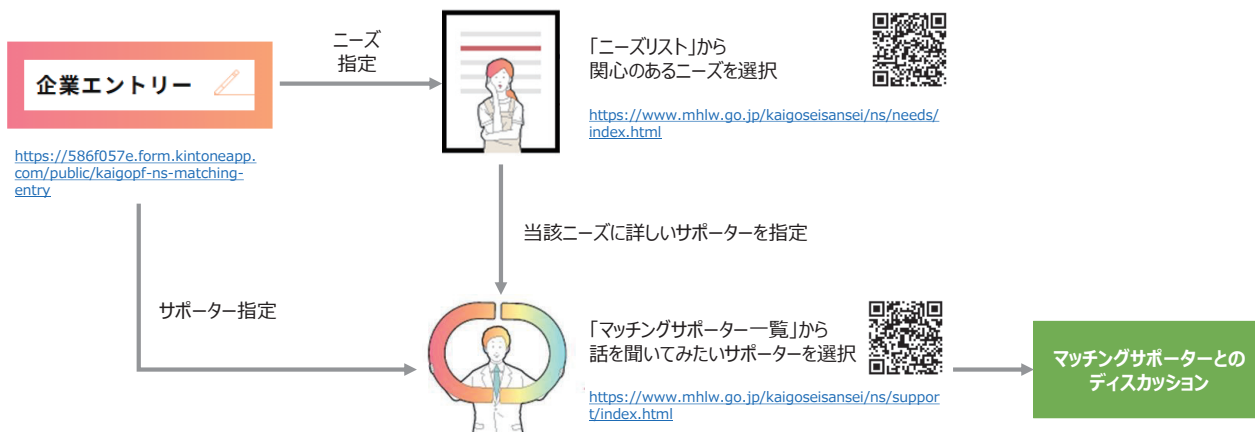 企業エントリー
https://586f057e.form.kintoneapp.
com/public/kaigopf-ns-matching-
entry
ニーズ
指定
「ニーズリスト」から
関心のあるニーズを選択
https://www.mhlw.go.jp/kaigoseisansei/ns/needs/
index.html
当該ニーズに詳しいサポーターを指定
サポーター指定
「マッチングサポーター一覧」から
話を聞いてみたいサポーターを選択
https://www.mhlw.go.jp/kaigoseisansei/ns/suppor
t/index.html
マッチングサポーターとの
ディスカッション